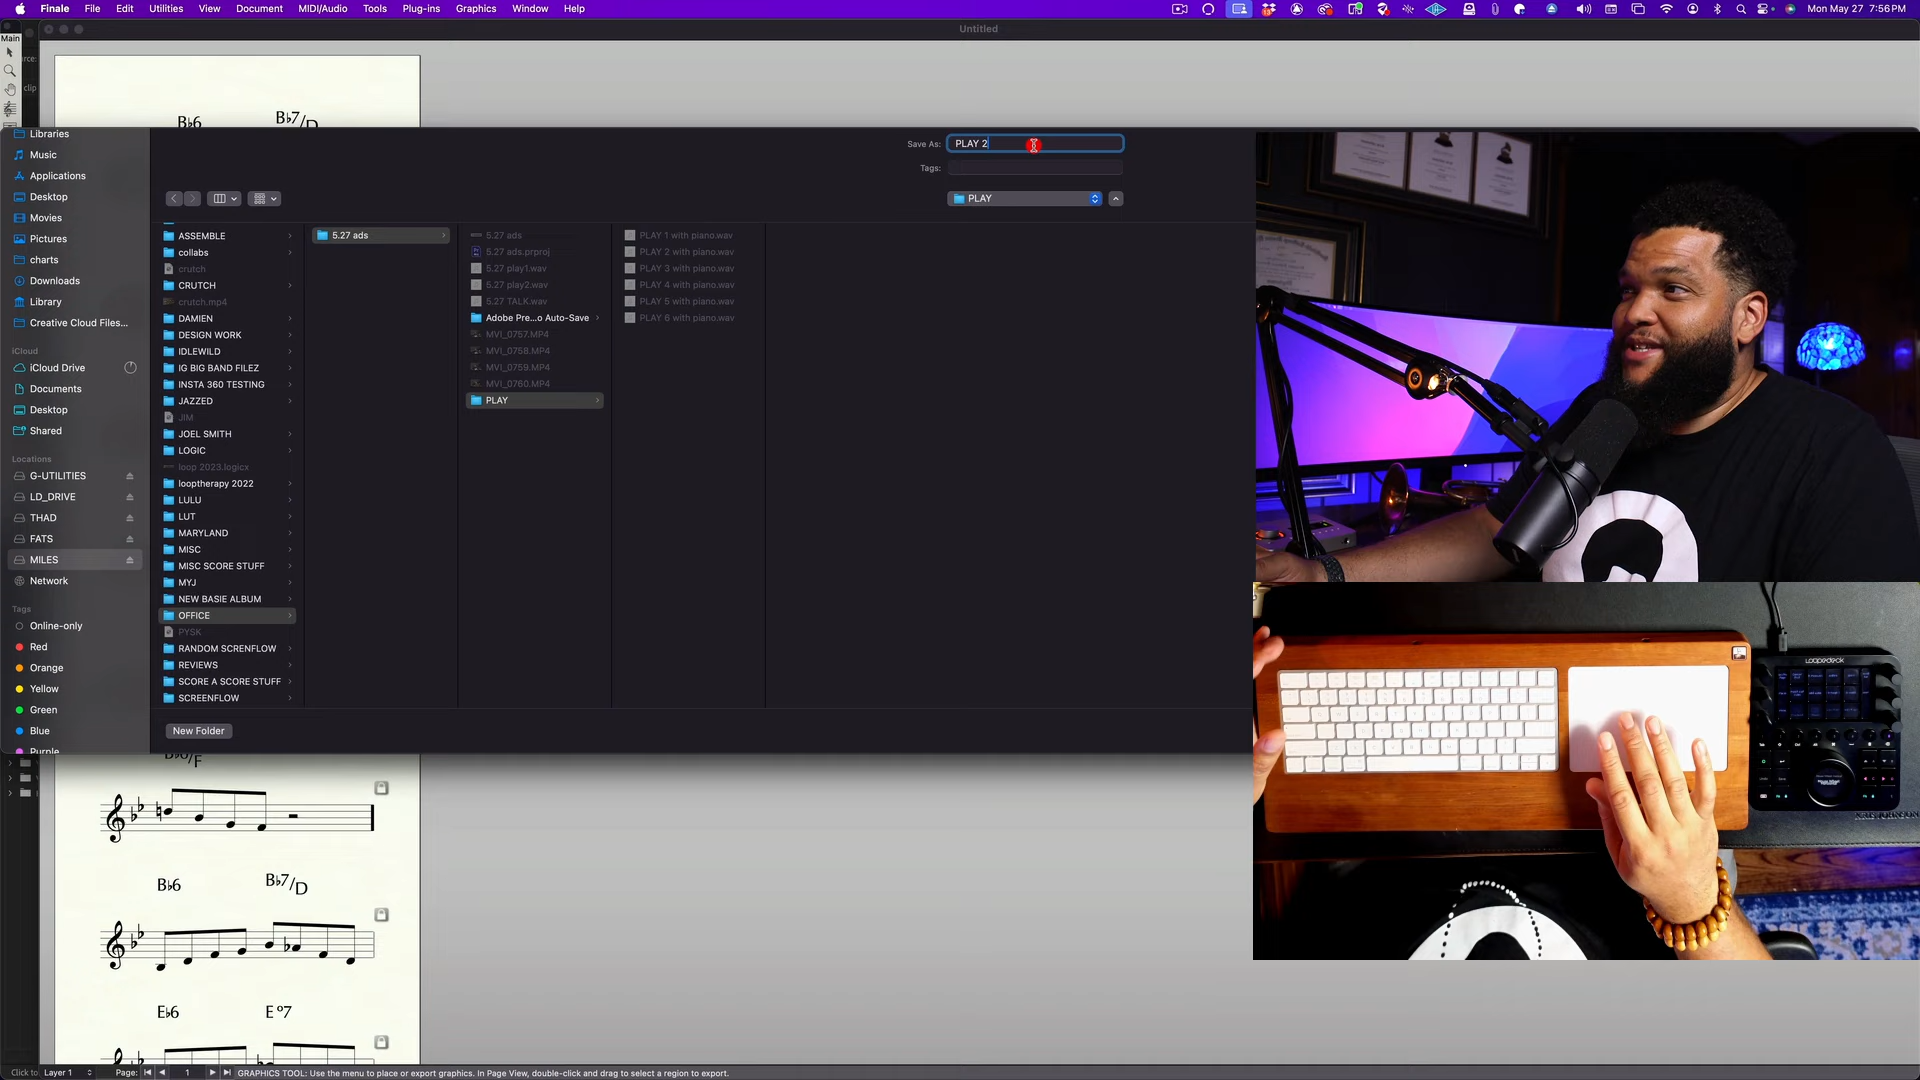 Finale File Edit Utilities View Document MIDI/Audio Tools Plug-ins Graphics Window Help
Mon May 27 7:56 PM
Untitled
Main
clip
B♭6 B♭7/D
Save As: PLAY 2
Tags:
PLAY
Libraries
Music
Applications
Desktop
Movies
Pictures
charts
Downloads
Library
Creative Cloud Files...
iCloud
iCloud Drive
Documents
Desktop
Shared
Locations
G-UTILITIES
LD_DRIVE
THAD
FATS
MILES
Network
Tags
Online-only
Red
Orange
Yellow
Green
Blue
Purple
ASSEMBLE
collabs
crutch
CRUTCH
crutch.mp4
DAMIEN
DESIGN WORK
IDLEWILD
IG BIG BAND FILEZ
INSTA 360 TESTING
JAZZED
JIM
JOEL SMITH
LOGIC
loop 2023.logicx
looptherapy 2022
LULU
LUT
MARYLAND
MISC
MISC SCORE STUFF
MYJ
NEW BASIE ALBUM
OFFICE
PYSK
RANDOM SCRENFLOW
REVIEWS
SCORE A SCORE STUFF
SCREENFLOW
5.27 ads
5.27 ads
5.27 ads.prproj
5.27 play1.wav
5.27 play2.wav
5.27 TALK.wav
Adobe Pre...o Auto-Save
MVI_0757.MP4
MVI_0758.MP4
MVI_0759.MP4
MVI_0760.MP4
PLAY
PLAY 1 with piano.wav
PLAY 2 with piano.wav
PLAY 3 with piano.wav
PLAY 4 with piano.wav
PLAY 5 with piano.wav
PLAY 6 with piano.wav
New Folder
loupedeck
B♭6/F
B♭6 B♭7/D
E♭6 E°7
Click to Layer 1 Page: 1 GRAPHICS TOOL: Use the menu to place or export graphics. In Page View, double-click and drag to select a region to export.